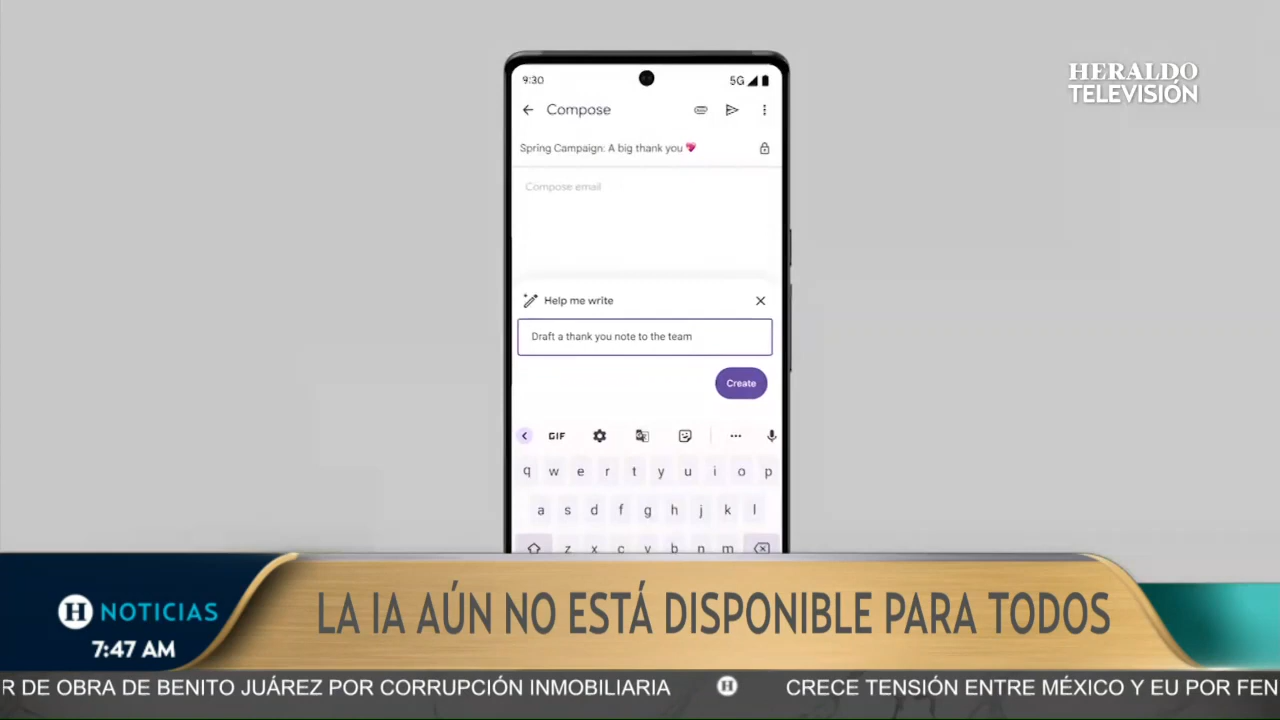 9:30
5G
HERALDO
TELEVISIÓN
Compose
Spring Campaign: A big thank you
Compose email
Help me write
Draft a thank you note to the team
Create
GIF
q w e r t y u i o p
a s d f g h j k l
z x c v b n m
H NOTICIAS
7:47 AM
LA IA AÚN NO ESTÁ DISPONIBLE PARA TODOS
R DE OBRA DE BENITO JUÁREZ POR CORRUPCIÓN INMOBILIARIA H CRECE TENSIÓN ENTRE MÉXICO Y EU POR FEN